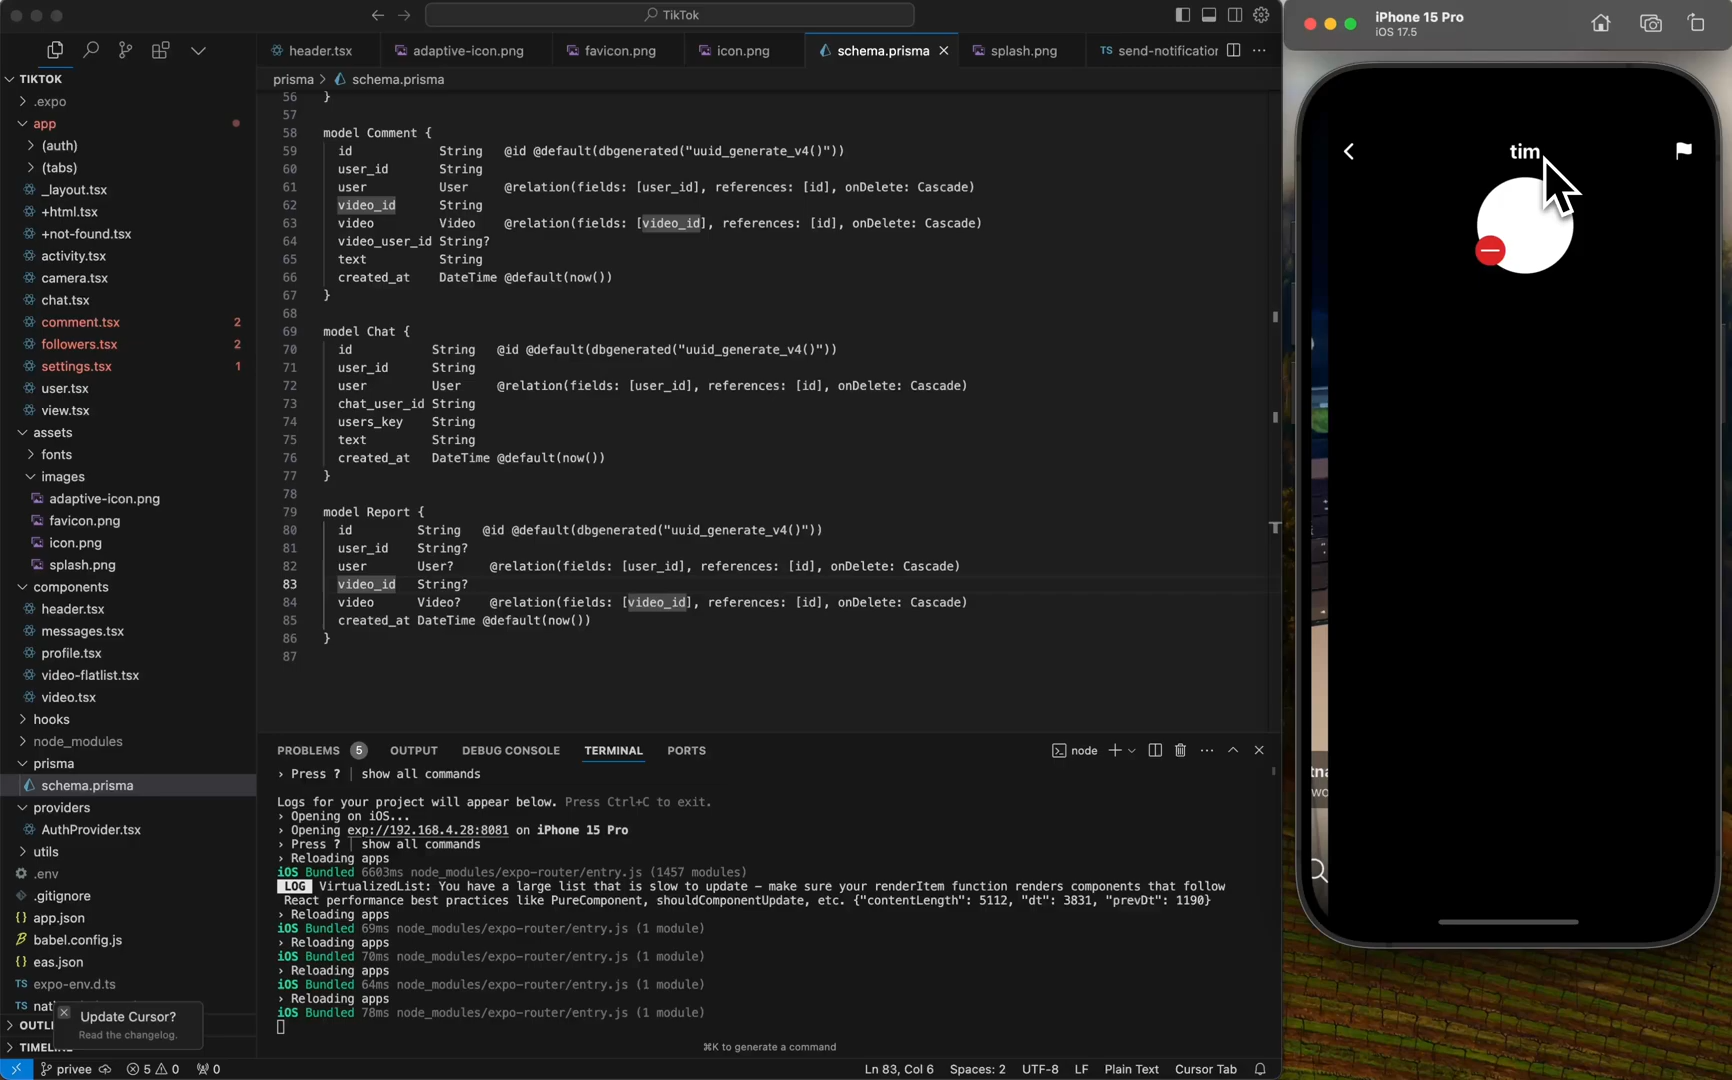 TikTok
iPhone 15 Pro
iOS 17.5
header.tsx
adaptive-icon.png
favicon.png
icon.png
schema.prisma
splash.png
TS send-notification
TIKTOK
prisma > schema.prisma
.expo
app
(auth)
(tabs)
_layout.tsx
+html.tsx
+not-found.tsx
activity.tsx
camera.tsx
chat.tsx
comment.tsx 2
followers.tsx 2
settings.tsx 1
user.tsx
view.tsx
assets
fonts
images
adaptive-icon.png
favicon.png
icon.png
splash.png
components
header.tsx
messages.tsx
profile.tsx
video-flatlist.tsx
video.tsx
hooks
node_modules
prisma
schema.prisma
providers
AuthProvider.tsx
utils
.env
.gitignore
{} app.json
babel.config.js
{} eas.json
TS expo-env.d.ts
TS nati
OUTLI
TIMELINE
Update Cursor?
Read the changelog.
56 }
57
58 model Comment {
59 id String @id @default(dbgenerated("uuid_generate_v4()"))
60 user_id String
61 user User @relation(fields: [user_id], references: [id], onDelete: Cascade)
62 video_id String
63 video Video @relation(fields: [video_id], references: [id], onDelete: Cascade)
64 video_user_id String?
65 text String
66 created_at DateTime @default(now())
67 }
68
69 model Chat {
70 id String @id @default(dbgenerated("uuid_generate_v4()"))
71 user_id String
72 user User @relation(fields: [user_id], references: [id], onDelete: Cascade)
73 chat_user_id String
74 users_key String
75 text String
76 created_at DateTime @default(now())
77 }
78
79 model Report {
80 id String @id @default(dbgenerated("uuid_generate_v4()"))
81 user_id String?
82 user User? @relation(fields: [user_id], references: [id], onDelete: Cascade)
83 video_id String?
84 video Video? @relation(fields: [video_id], references: [id], onDelete: Cascade)
85 created_at DateTime @default(now())
86 }
87
PROBLEMS 5 OUTPUT DEBUG CONSOLE TERMINAL PORTS
node
› Press ? | show all commands
Logs for your project will appear below. Press Ctrl+C to exit.
› Opening on iOS...
› Opening exp://192.168.4.28:8081 on iPhone 15 Pro
› Press ? | show all commands
› Reloading apps
iOS Bundled 6603ms node_modules/expo-router/entry.js (1457 modules)
LOG VirtualizedList: You have a large list that is slow to update – make sure your renderItem function renders components that follow
React performance best practices like PureComponent, shouldComponentUpdate, etc. {"contentLength": 5112, "dt": 3831, "prevDt": 1190}
› Reloading apps
iOS Bundled 69ms node_modules/expo-router/entry.js (1 module)
› Reloading apps
iOS Bundled 70ms node_modules/expo-router/entry.js (1 module)
› Reloading apps
iOS Bundled 64ms node_modules/expo-router/entry.js (1 module)
› Reloading apps
iOS Bundled 78ms node_modules/expo-router/entry.js (1 module)
⌘K to generate a command
privee
5 0
0
Ln 83, Col 6
Spaces: 2
UTF-8
LF
Plain Text
Cursor Tab
tim